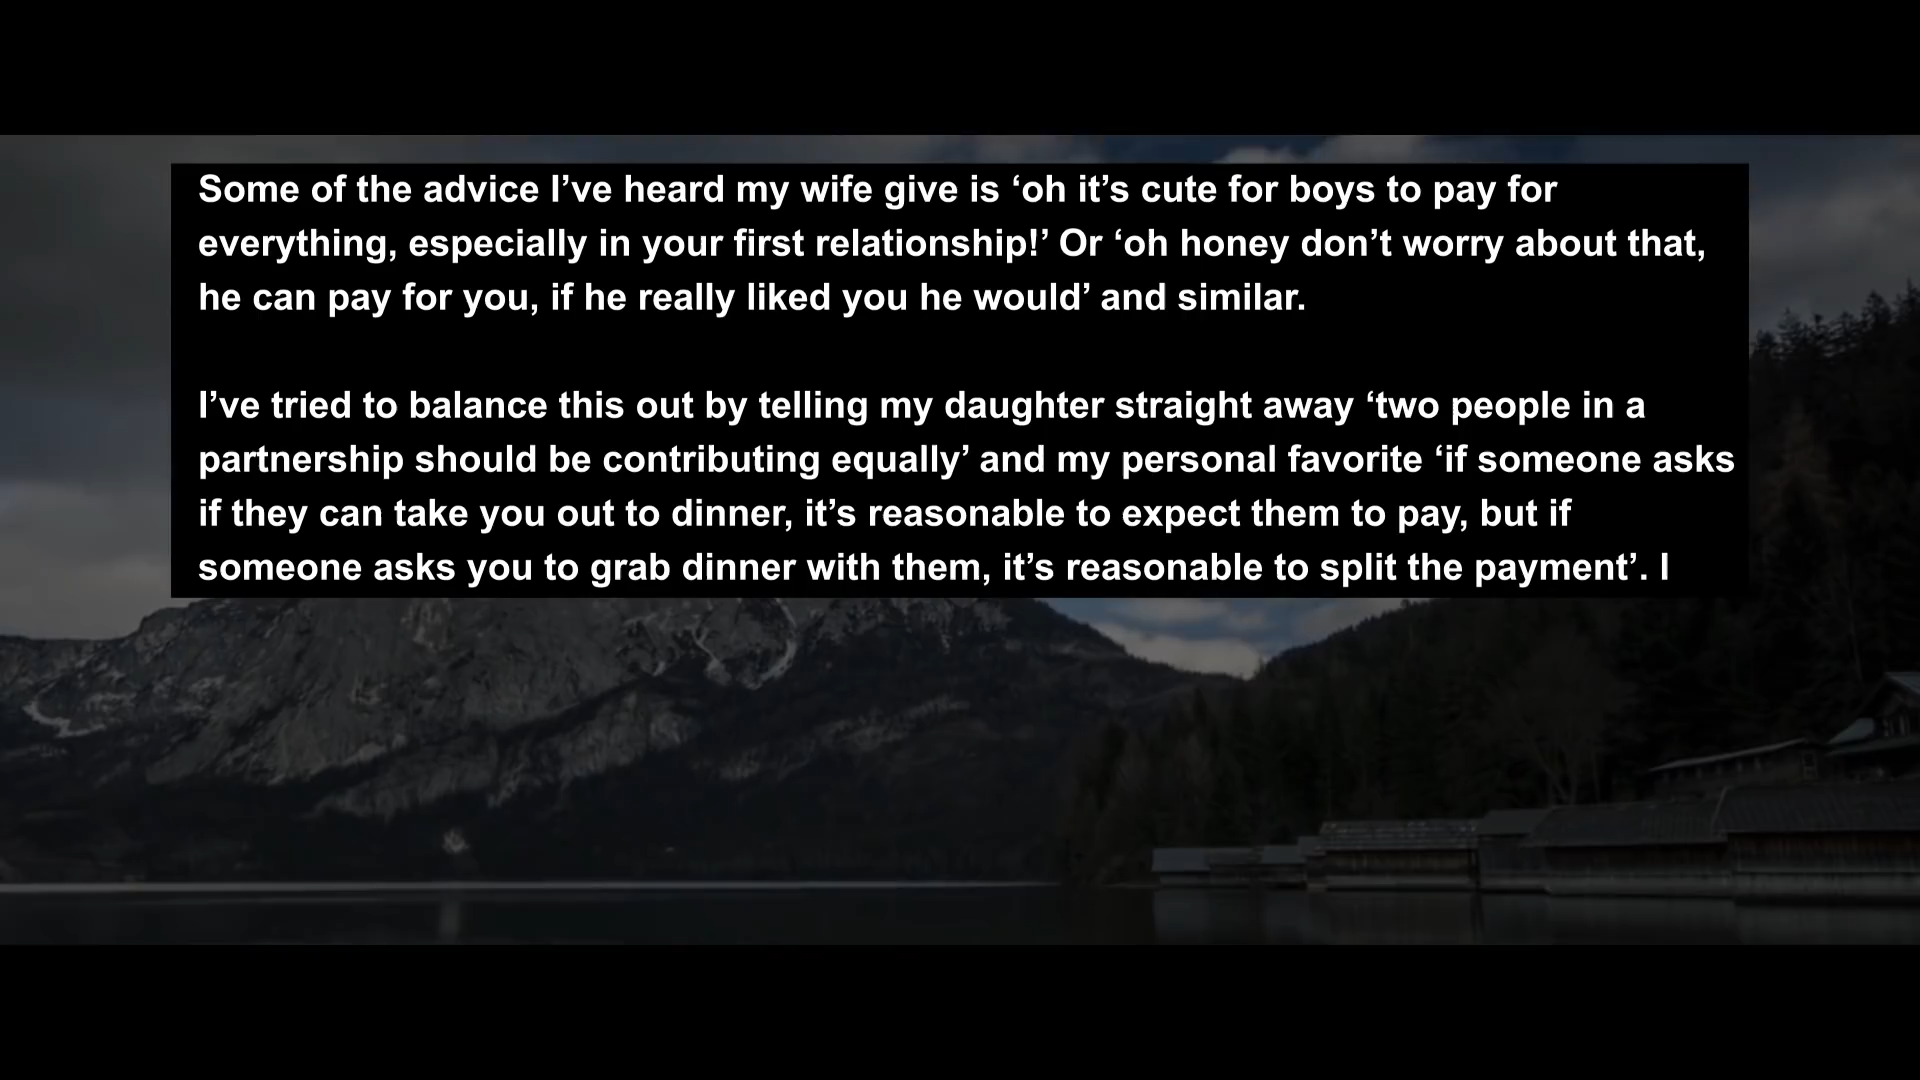 Some of the advice I’ve heard my wife give is ‘oh it’s cute for boys to pay for
everything, especially in your first relationship!’ Or ‘oh honey don’t worry about that,
he can pay for you, if he really liked you he would’ and similar.
I’ve tried to balance this out by telling my daughter straight away ‘two people in a
partnership should be contributing equally’ and my personal favorite ‘if someone asks
if they can take you out to dinner, it’s reasonable to expect them to pay, but if
someone asks you to grab dinner with them, it’s reasonable to split the payment’. I